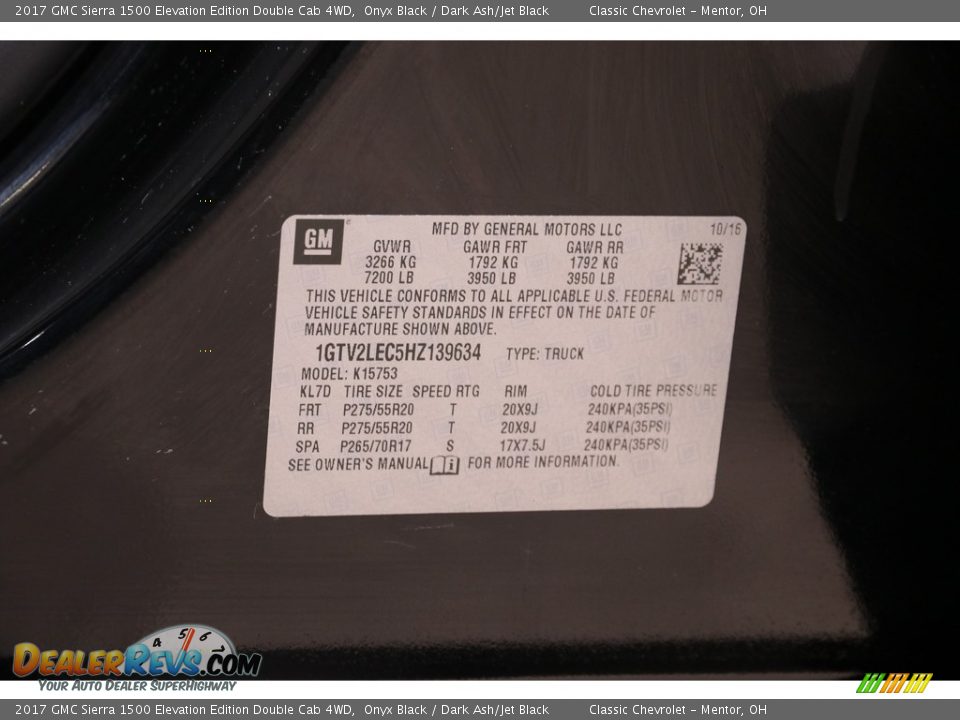 2017 GMC Sierra 1500 Elevation Edition Double Cab 4WD, Onyx Black / Dark Ash/Jet Black Classic Chevrolet - Mentor, OH
GM
MFD BY GENERAL MOTORS LLC 10/16
GVWR GAWR FRT GAWR RR
3266 KG 1792 KG 1792 KG
7200 LB 3950 LB 3950 LB
THIS VEHICLE CONFORMS TO ALL APPLICABLE U.S. FEDERAL MOTOR
VEHICLE SAFETY STANDARDS IN EFFECT ON THE DATE OF
MANUFACTURE SHOWN ABOVE.
1GTV2LEC5HZ139634 TYPE: TRUCK
MODEL: K15753
KL7D TIRE SIZE SPEED RTG RIM COLD TIRE PRESSURE
FRT P275/55R20 T 20X9J 240KPA(35PSI)
RR P275/55R20 T 20X9J 240KPA(35PSI)
SPA P265/70R17 S 17X7.5J 240KPA(35PSI)
SEE OWNER'S MANUAL i FOR MORE INFORMATION.
4 5 6
DEALERREVS.COM
YOUR AUTO DEALER SUPERHIGHWAY
2017 GMC Sierra 1500 Elevation Edition Double Cab 4WD, Onyx Black / Dark Ash/Jet Black Classic Chevrolet - Mentor, OH